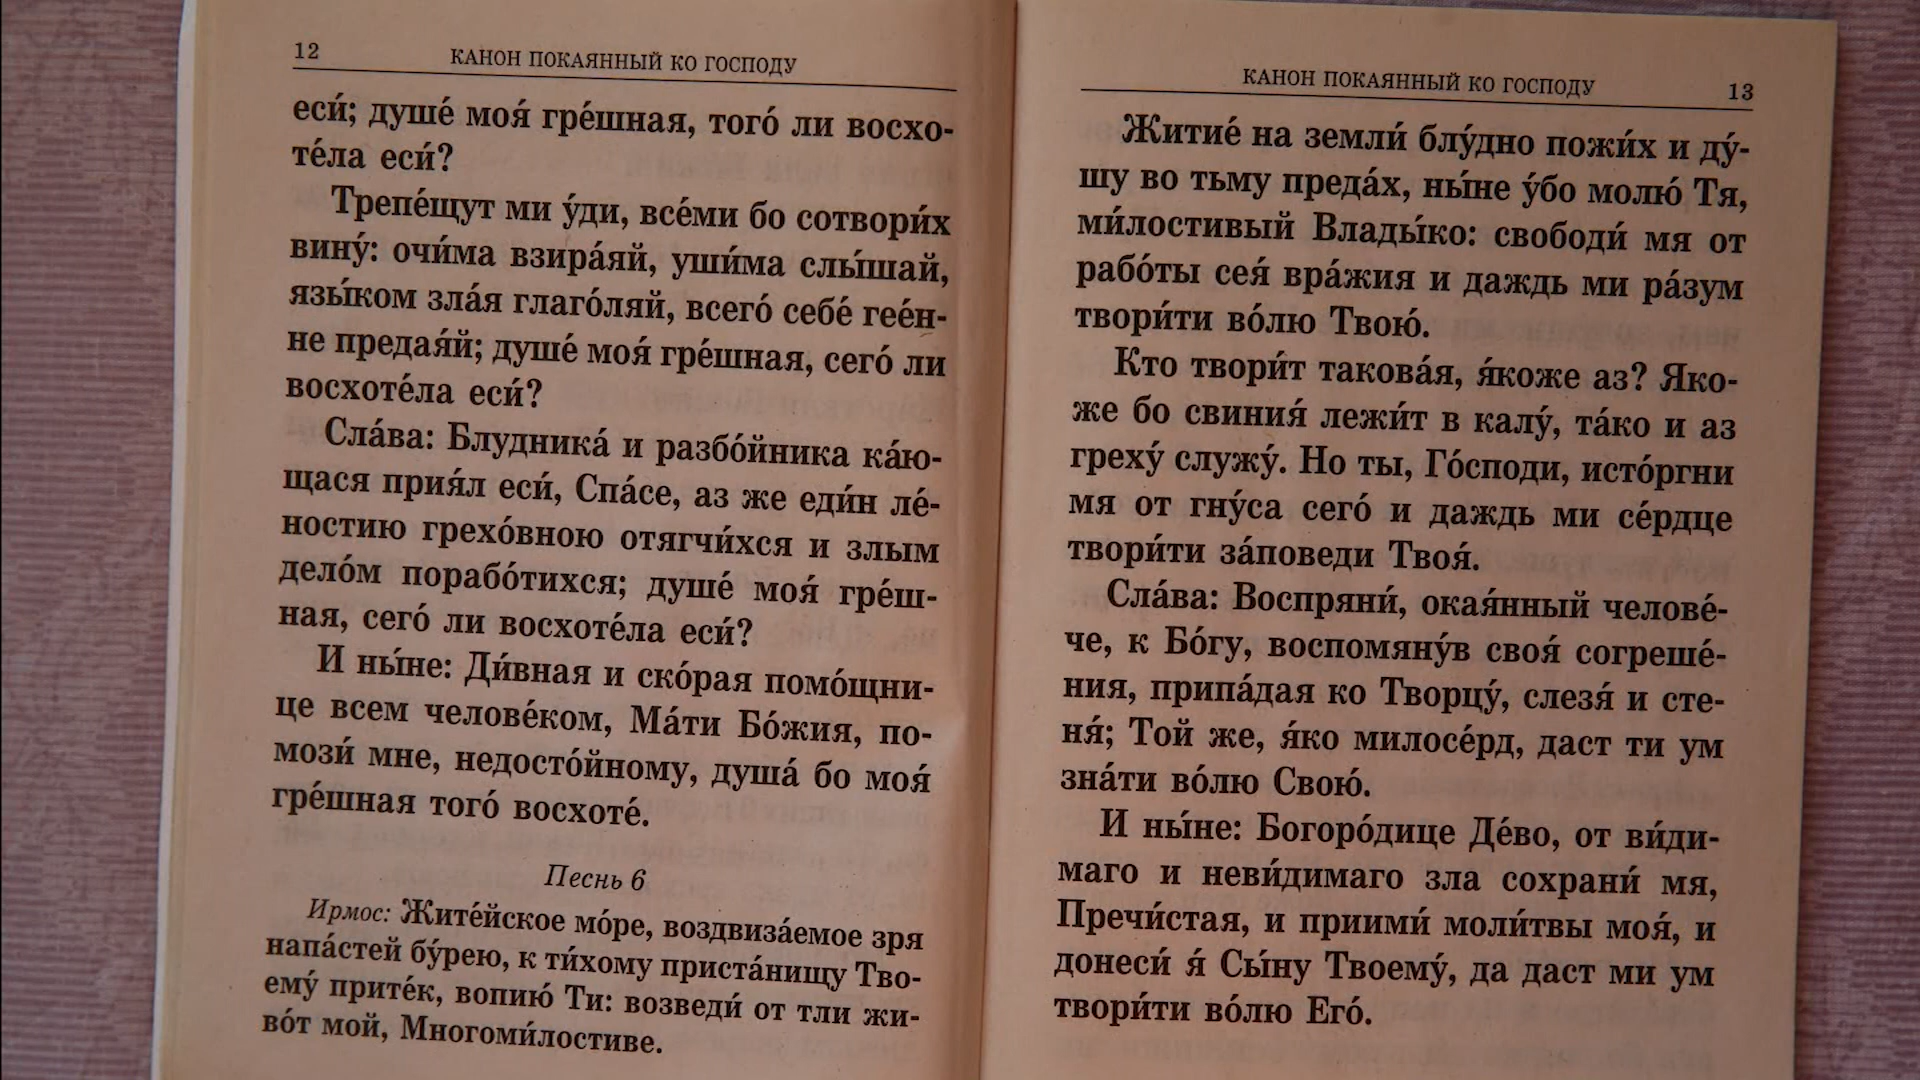 12
КАНОН ПОКАЯННЫЙ КО ГОСПОДУ
еси́; душе́ моя́ гре́шная, того́ ли восхо-
те́ла еси́?
Трепе́щут ми у́ди, все́ми бо сотвори́х
вину́: очи́ма взира́яй, уши́ма слы́шай,
язы́ком зла́я глаго́ляй, всего́ себе́ гее́н-
не предая́й; душе́ моя́ гре́шная, сего́ ли
восхоте́ла еси́?
Сла́ва: Блудника́ и разбо́йника ка́ю-
щася прия́л еси́, Спа́се, аз же еди́н ле́-
ностию грехо́вною отягчи́хся и злым
дело́м порабо́тихся; душе́ моя́ гре́ш-
ная, сего́ ли восхоте́ла еси́?
И ны́не: Ди́вная и ско́рая помо́щни-
це всем челове́ком, Ма́ти Бо́жия, по-
мози́ мне, недосто́йному, душа́ бо моя́
гре́шная того́ восхоте́.
Песнь 6
Ирмос: Жите́йское мо́ре, воздвиза́емое зря
напа́стей бу́рею, к ти́хому приста́нищу Тво-
ему́ прите́к, вопию́ Ти: возведи́ от тли жи-
во́т мой, Многоми́лостиве.
КАНОН ПОКАЯННЫЙ КО ГОСПОДУ
13
Житие́ на земли́ блу́дно пожи́х и ду́-
шу во тьму преда́х, ны́не у́бо молю́ Тя,
ми́лостивый Влады́ко: свободи́ мя от
рабо́ты сея́ вра́жия и даждь ми ра́зум
твори́ти во́лю Твою́.
Кто твори́т такова́я, я́коже аз? Яко-
же бо свиния́ лежи́т в калу́, та́ко и аз
греху́ служу́. Но ты, Го́споди, исто́ргни
мя от гну́са сего́ и даждь ми се́рдце
твори́ти за́поведи Твоя́.
Сла́ва: Воспряни́, окая́нный челове́-
че, к Бо́гу, воспомяну́в своя́ согреше́-
ния, припа́дая ко Творцу́, слезя́ и сте-
ня́; Той же, я́ко милосе́рд, даст ти ум
зна́ти во́лю Свою́.
И ны́не: Богоро́дице Де́во, от ви́ди-
маго и неви́димаго зла сохрани́ мя,
Пречи́стая, и приими́ моли́твы моя́, и
донеси́ я́ Сы́ну Твоему́, да даст ми ум
твори́ти во́лю Его́.